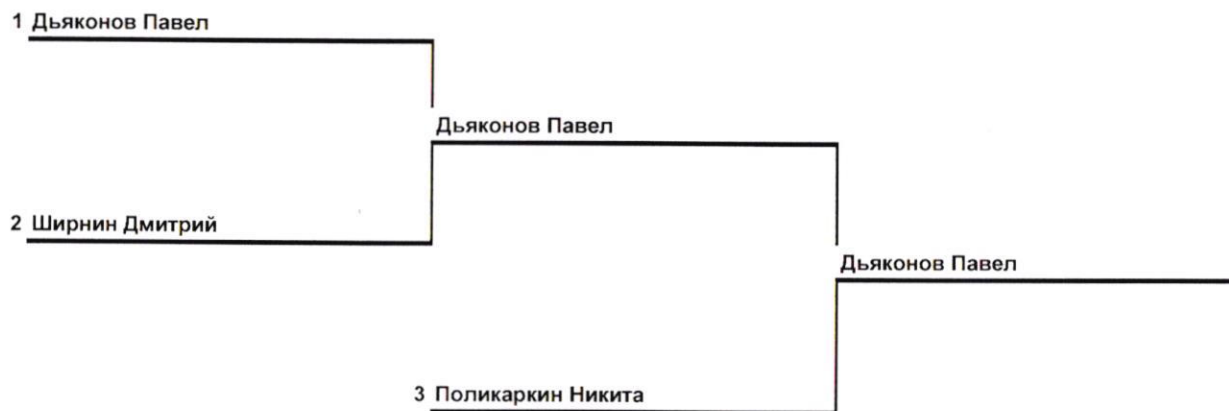 1 Дьяконов Павел
Дьяконов Павел
2 Ширнин Дмитрий
Дьяконов Павел
3 Поликаркин Никита